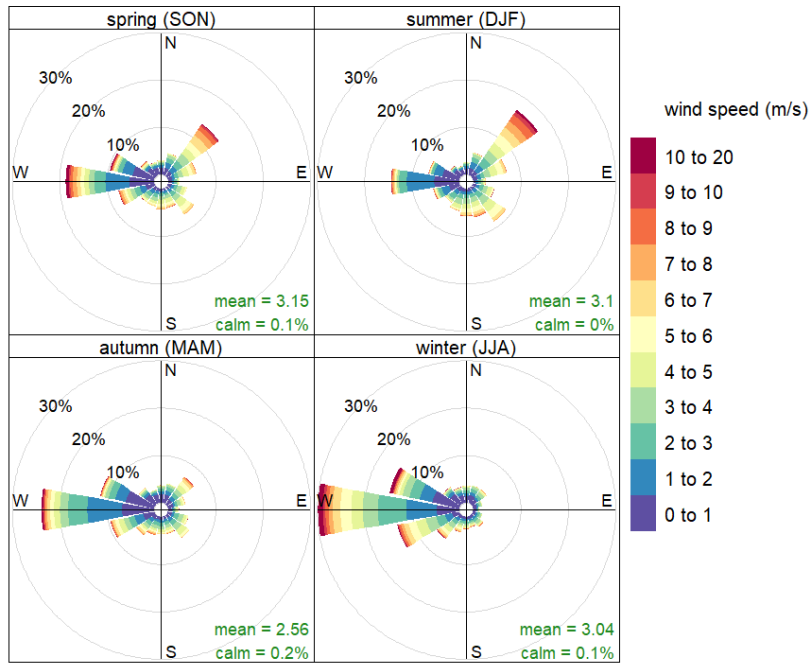 spring (SON)
N
30%
20%
10%
W
E
S
mean = 3.15
calm = 0.1%
summer (DJF)
N
30%
20%
10%
W
E
S
mean = 3.1
calm = 0%
autumn (MAM)
N
30%
20%
10%
W
E
S
mean = 2.56
calm = 0.2%
winter (JJA)
N
30%
20%
10%
W
E
S
mean = 3.04
calm = 0.1%
wind speed (m/s)
10 to 20
9 to 10
8 to 9
7 to 8
6 to 7
5 to 6
4 to 5
3 to 4
2 to 3
1 to 2
0 to 1